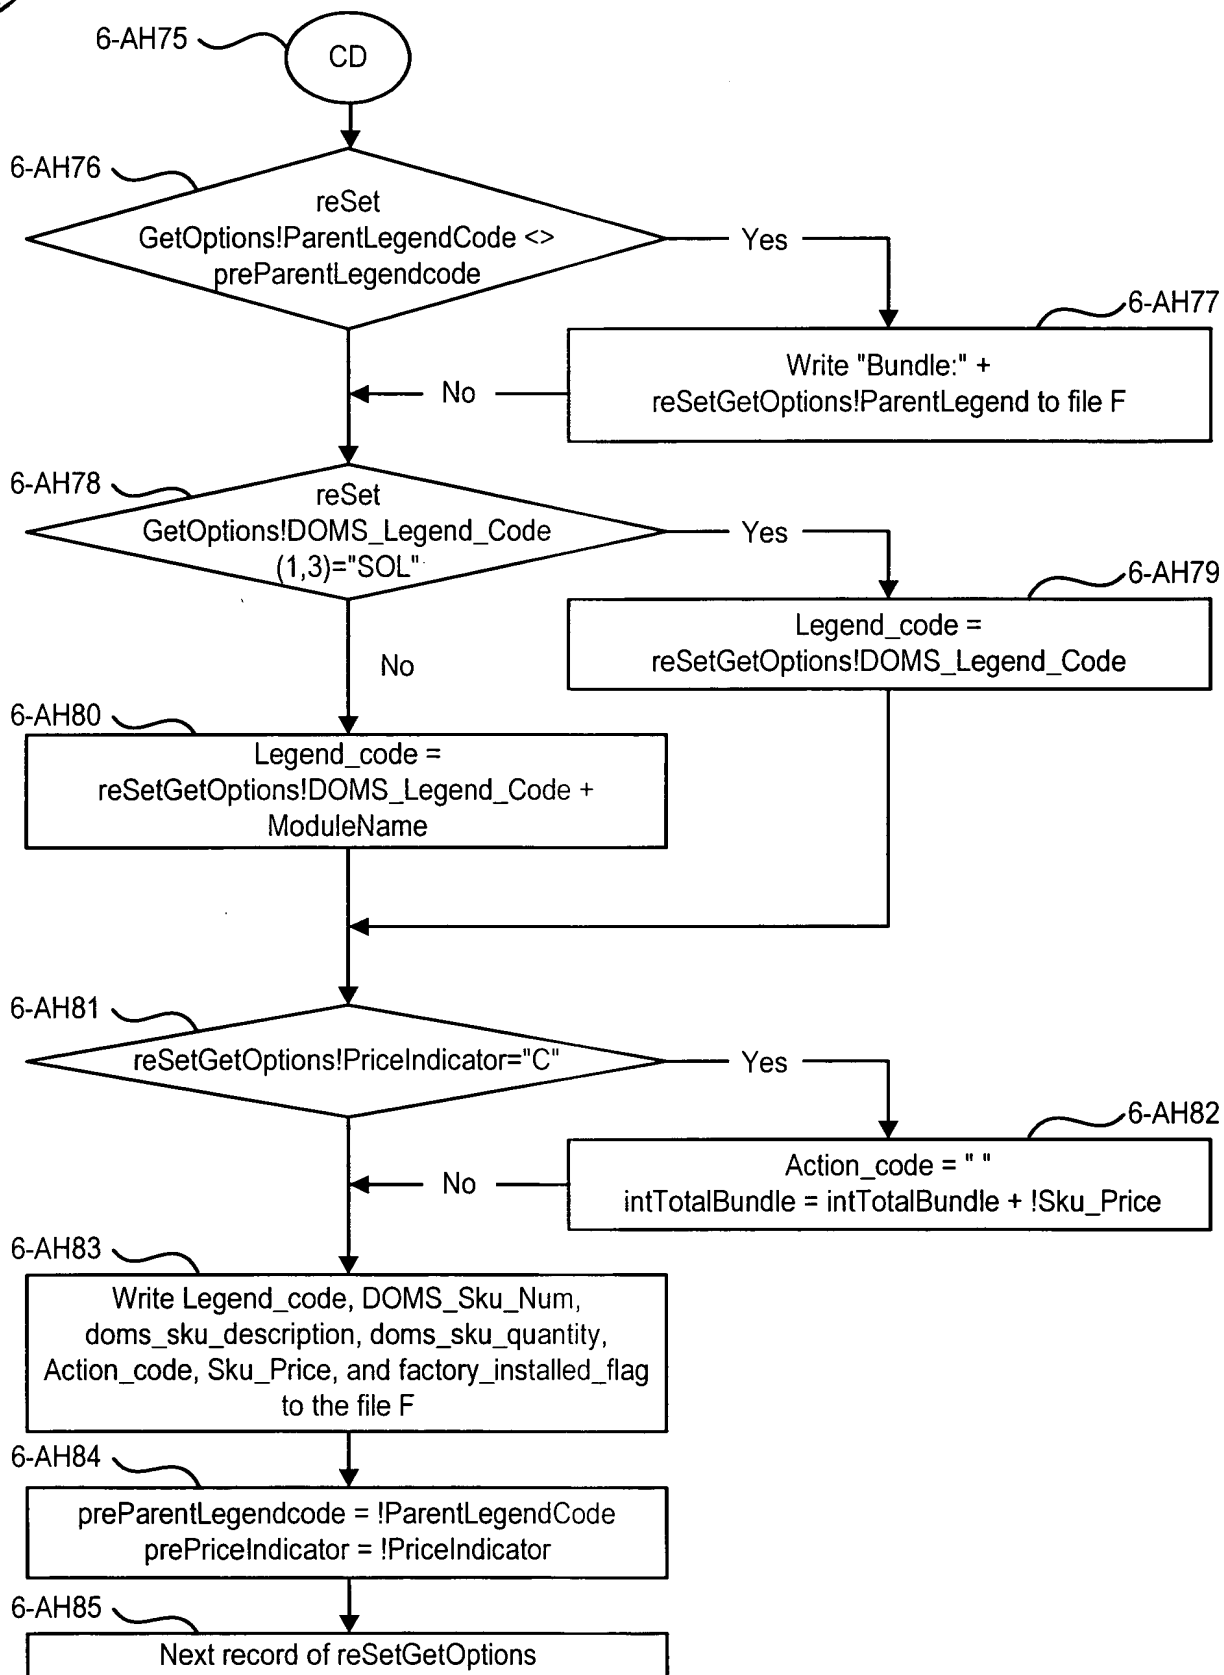 6-AH75
CD
6-AH76
reSet
GetOptions!ParentLegendCode <>
preParentLegendcode
Yes
6-AH77
Write "Bundle:" +
reSetGetOptions!ParentLegend to file F
No
6-AH78
reSet
GetOptions!DOMS_Legend_Code
(1,3)="SOL"
Yes
6-AH79
Legend_code =
reSetGetOptions!DOMS_Legend_Code
No
6-AH80
Legend_code =
reSetGetOptions!DOMS_Legend_Code +
ModuleName
6-AH81
reSetGetOptions!PriceIndicator="C"
Yes
6-AH82
Action_code = " "
intTotalBundle = intTotalBundle + !Sku_Price
No
6-AH83
Write Legend_code, DOMS_Sku_Num,
doms_sku_description, doms_sku_quantity,
Action_code, Sku_Price, and factory_installed_flag
to the file F
6-AH84
preParentLegendcode = !ParentLegendCode
prePriceIndicator = !PriceIndicator
6-AH85
Next record of reSetGetOptions